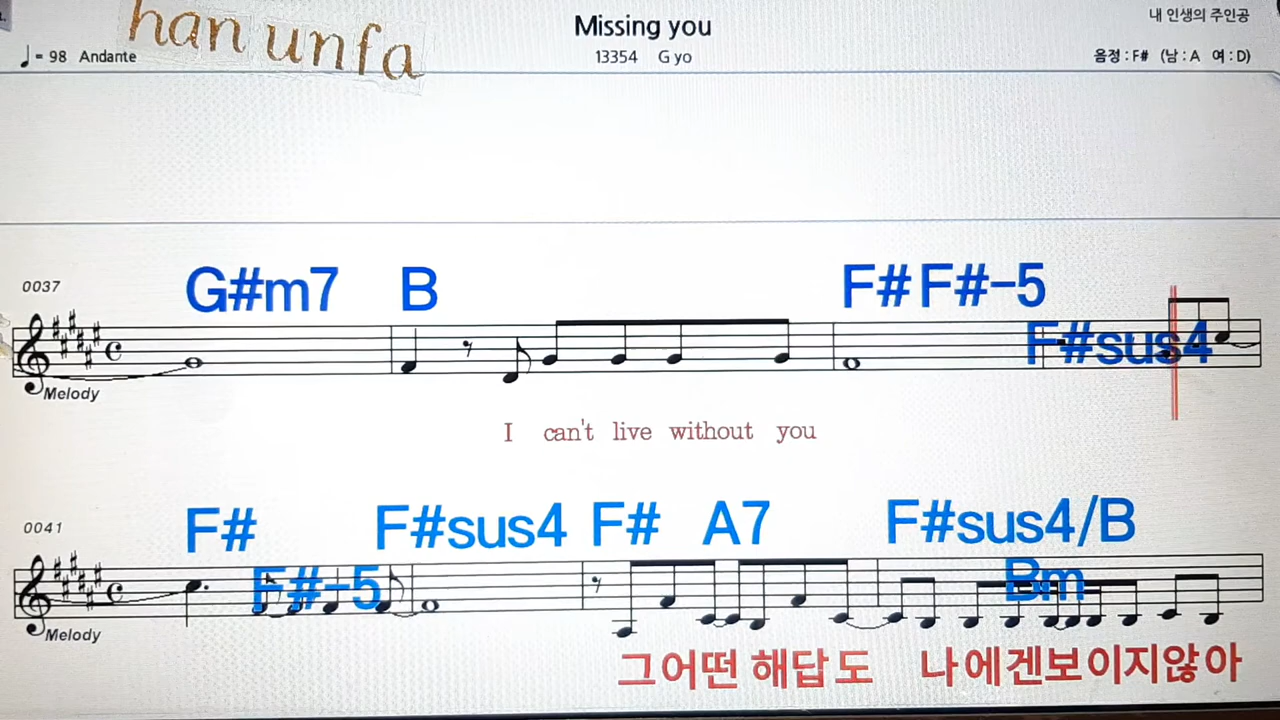 han unfa
Missing you
내 인생의 주인공
♩ = 98 Andante
13354 G yo
음정 : F# (남 : A 여 : D)
0037
G#m7 B F# F#-5
F#sus4
Melody
I can't live without you
0041
F# F#sus4 F# A7 F#sus4/B
F#-5 Bm
Melody
그어떤 해답도 나에겐보이지않아